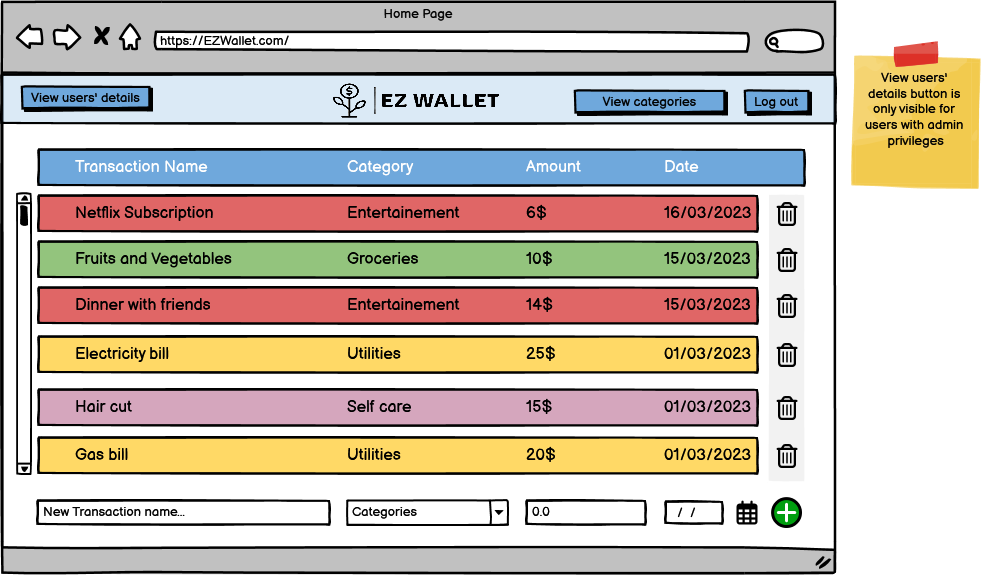 Home Page
https://EZWallet.com/
View users' details
$
EZ WALLET
View categories
Log out
View users'
details button is
only visible for
users with admin
privileges
Transaction Name Category Amount Date
Netflix Subscription Entertainement 6$ 16/03/2023
Fruits and Vegetables Groceries 10$ 15/03/2023
Dinner with friends Entertainement 14$ 15/03/2023
Electricity bill Utilities 25$ 01/03/2023
Hair cut Self care 15$ 01/03/2023
Gas bill Utilities 20$ 01/03/2023
New Transaction name... Categories 0.0 / /